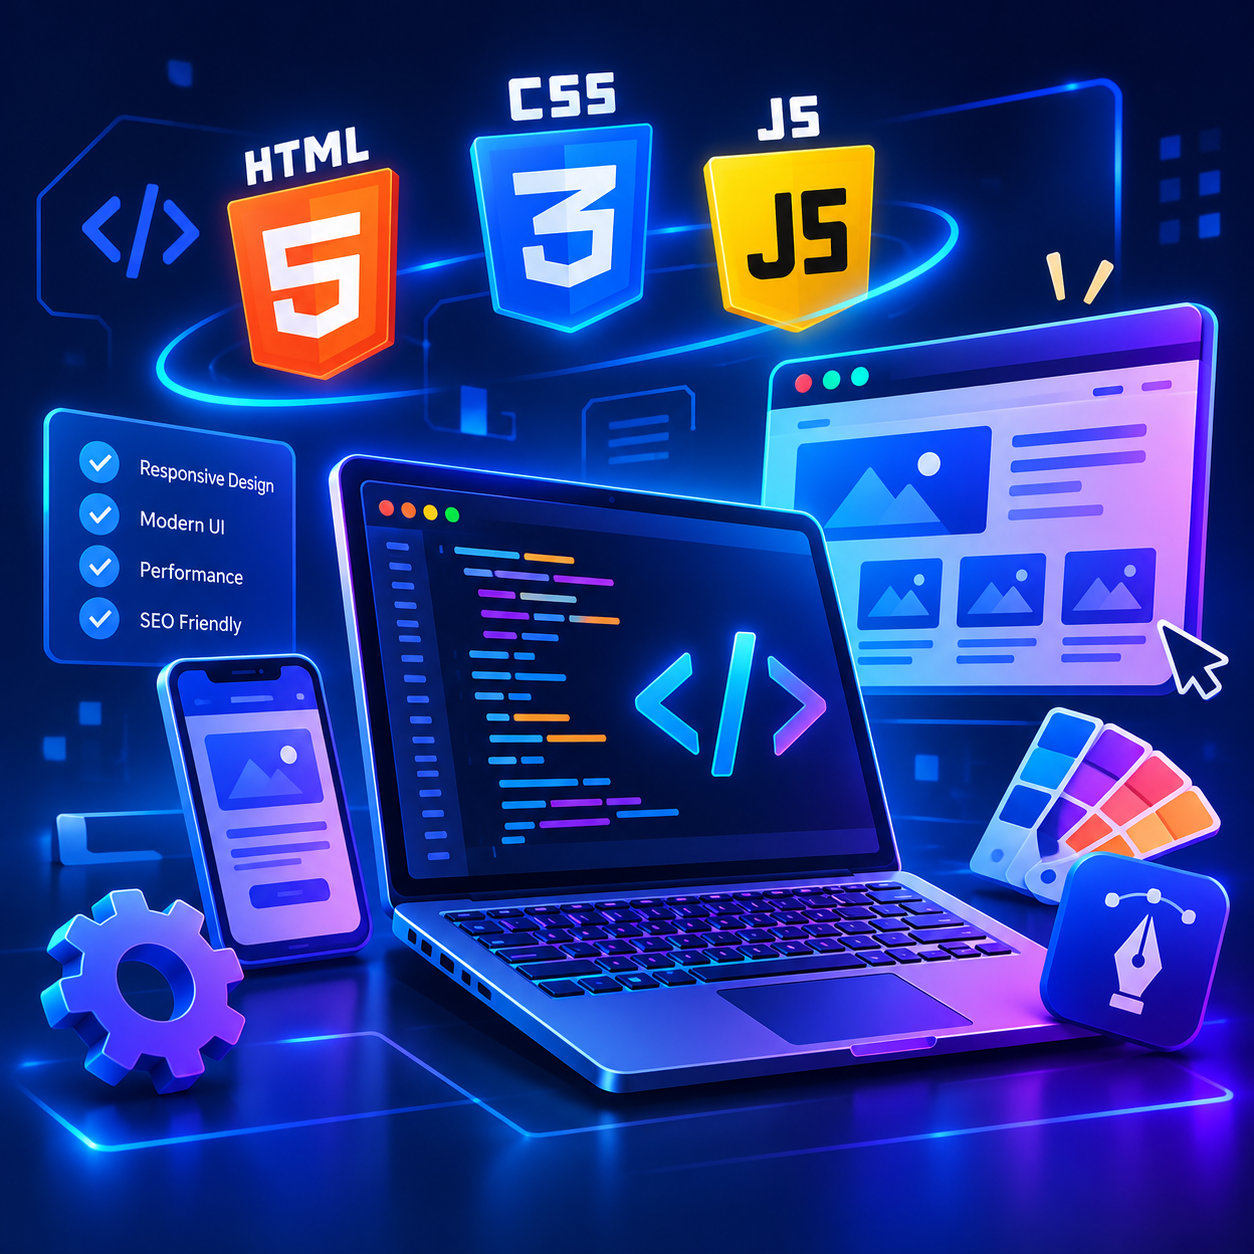 HTML
5
CSS
3
JS
JS
Responsive Design
Modern UI
Performance
SEO Friendly